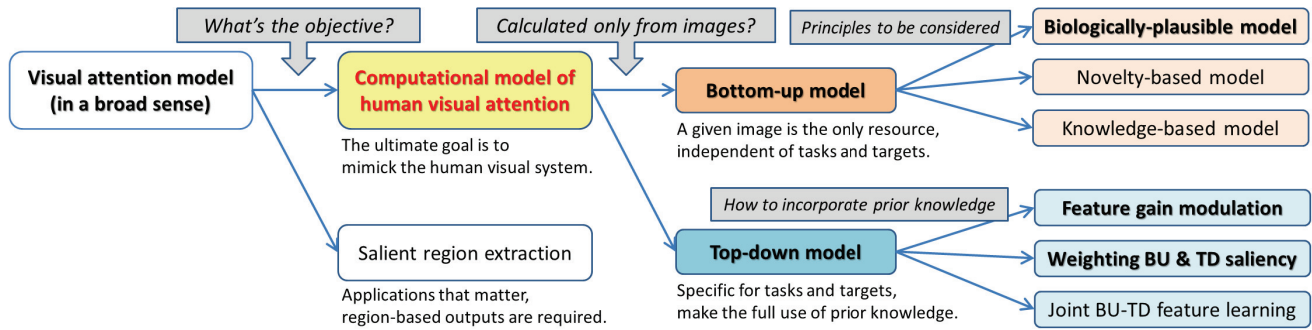 What's the objective?
Calculated only from images?
Principles to be considered
Visual attention model
(in a broad sense)
Computational model of
human visual attention
The ultimate goal is to
mimick the human visual system.
Salient region extraction
Applications that matter,
region-based outputs are required.
Bottom-up model
A given image is the only resource,
independent of tasks and targets.
Biologically-plausible model
Novelty-based model
Knowledge-based model
How to incorporate prior knowledge
Top-down model
Specific for tasks and targets,
make the full use of prior knowledge.
Feature gain modulation
Weighting BU & TD saliency
Joint BU-TD feature learning